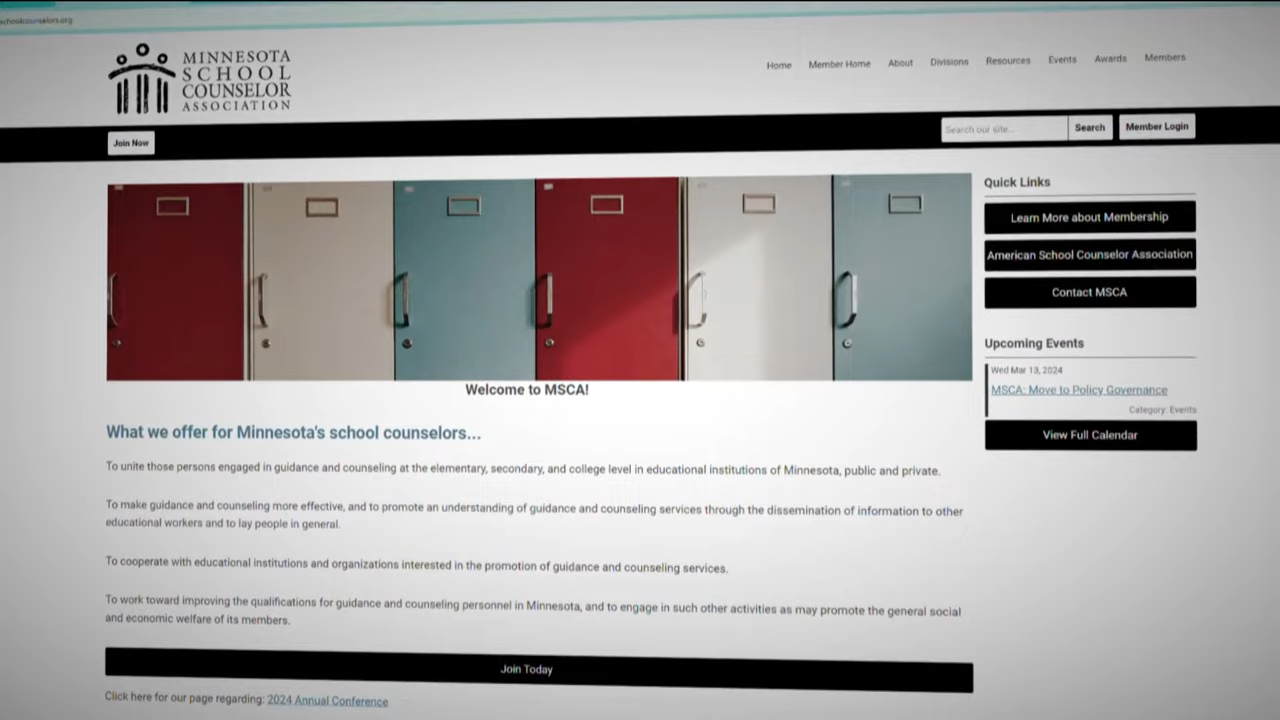 schoolcounselors.org
MINNESOTA
SCHOOL
COUNSELOR
ASSOCIATION
Home Member Home About Divisions Resources Events Awards Members
Join Now
Search our site... Search Member Login
Quick Links
Learn More about Membership
American School Counselor Association
Contact MSCA
Upcoming Events
Wed Mar 13, 2024
MSCA: Move to Policy Governance
Category: Events
View Full Calendar
Welcome to MSCA!
What we offer for Minnesota's school counselors...
To unite those persons engaged in guidance and counseling at the elementary, secondary, and college level in educational institutions of Minnesota, public and private.
To make guidance and counseling more effective, and to promote an understanding of guidance and counseling services through the dissemination of information to other
educational workers and to lay people in general.
To cooperate with educational institutions and organizations interested in the promotion of guidance and counseling services.
To work toward improving the qualifications for guidance and counseling personnel in Minnesota, and to engage in such other activities as may promote the general social
and economic welfare of its members.
Join Today
Click here for our page regarding: 2024 Annual Conference